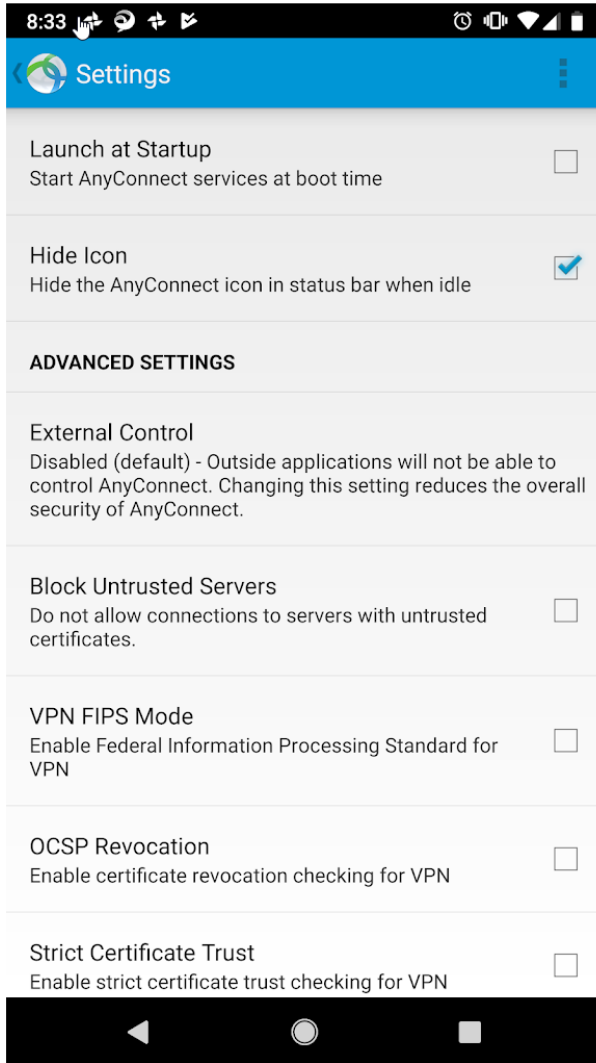 8:33
Settings
Launch at Startup
Start AnyConnect services at boot time
Hide Icon
Hide the AnyConnect icon in status bar when idle
ADVANCED SETTINGS
External Control
Disabled (default) - Outside applications will not be able to
control AnyConnect. Changing this setting reduces the overall
security of AnyConnect.
Block Untrusted Servers
Do not allow connections to servers with untrusted
certificates.
VPN FIPS Mode
Enable Federal Information Processing Standard for
VPN
OCSP Revocation
Enable certificate revocation checking for VPN
Strict Certificate Trust
Enable strict certificate trust checking for VPN